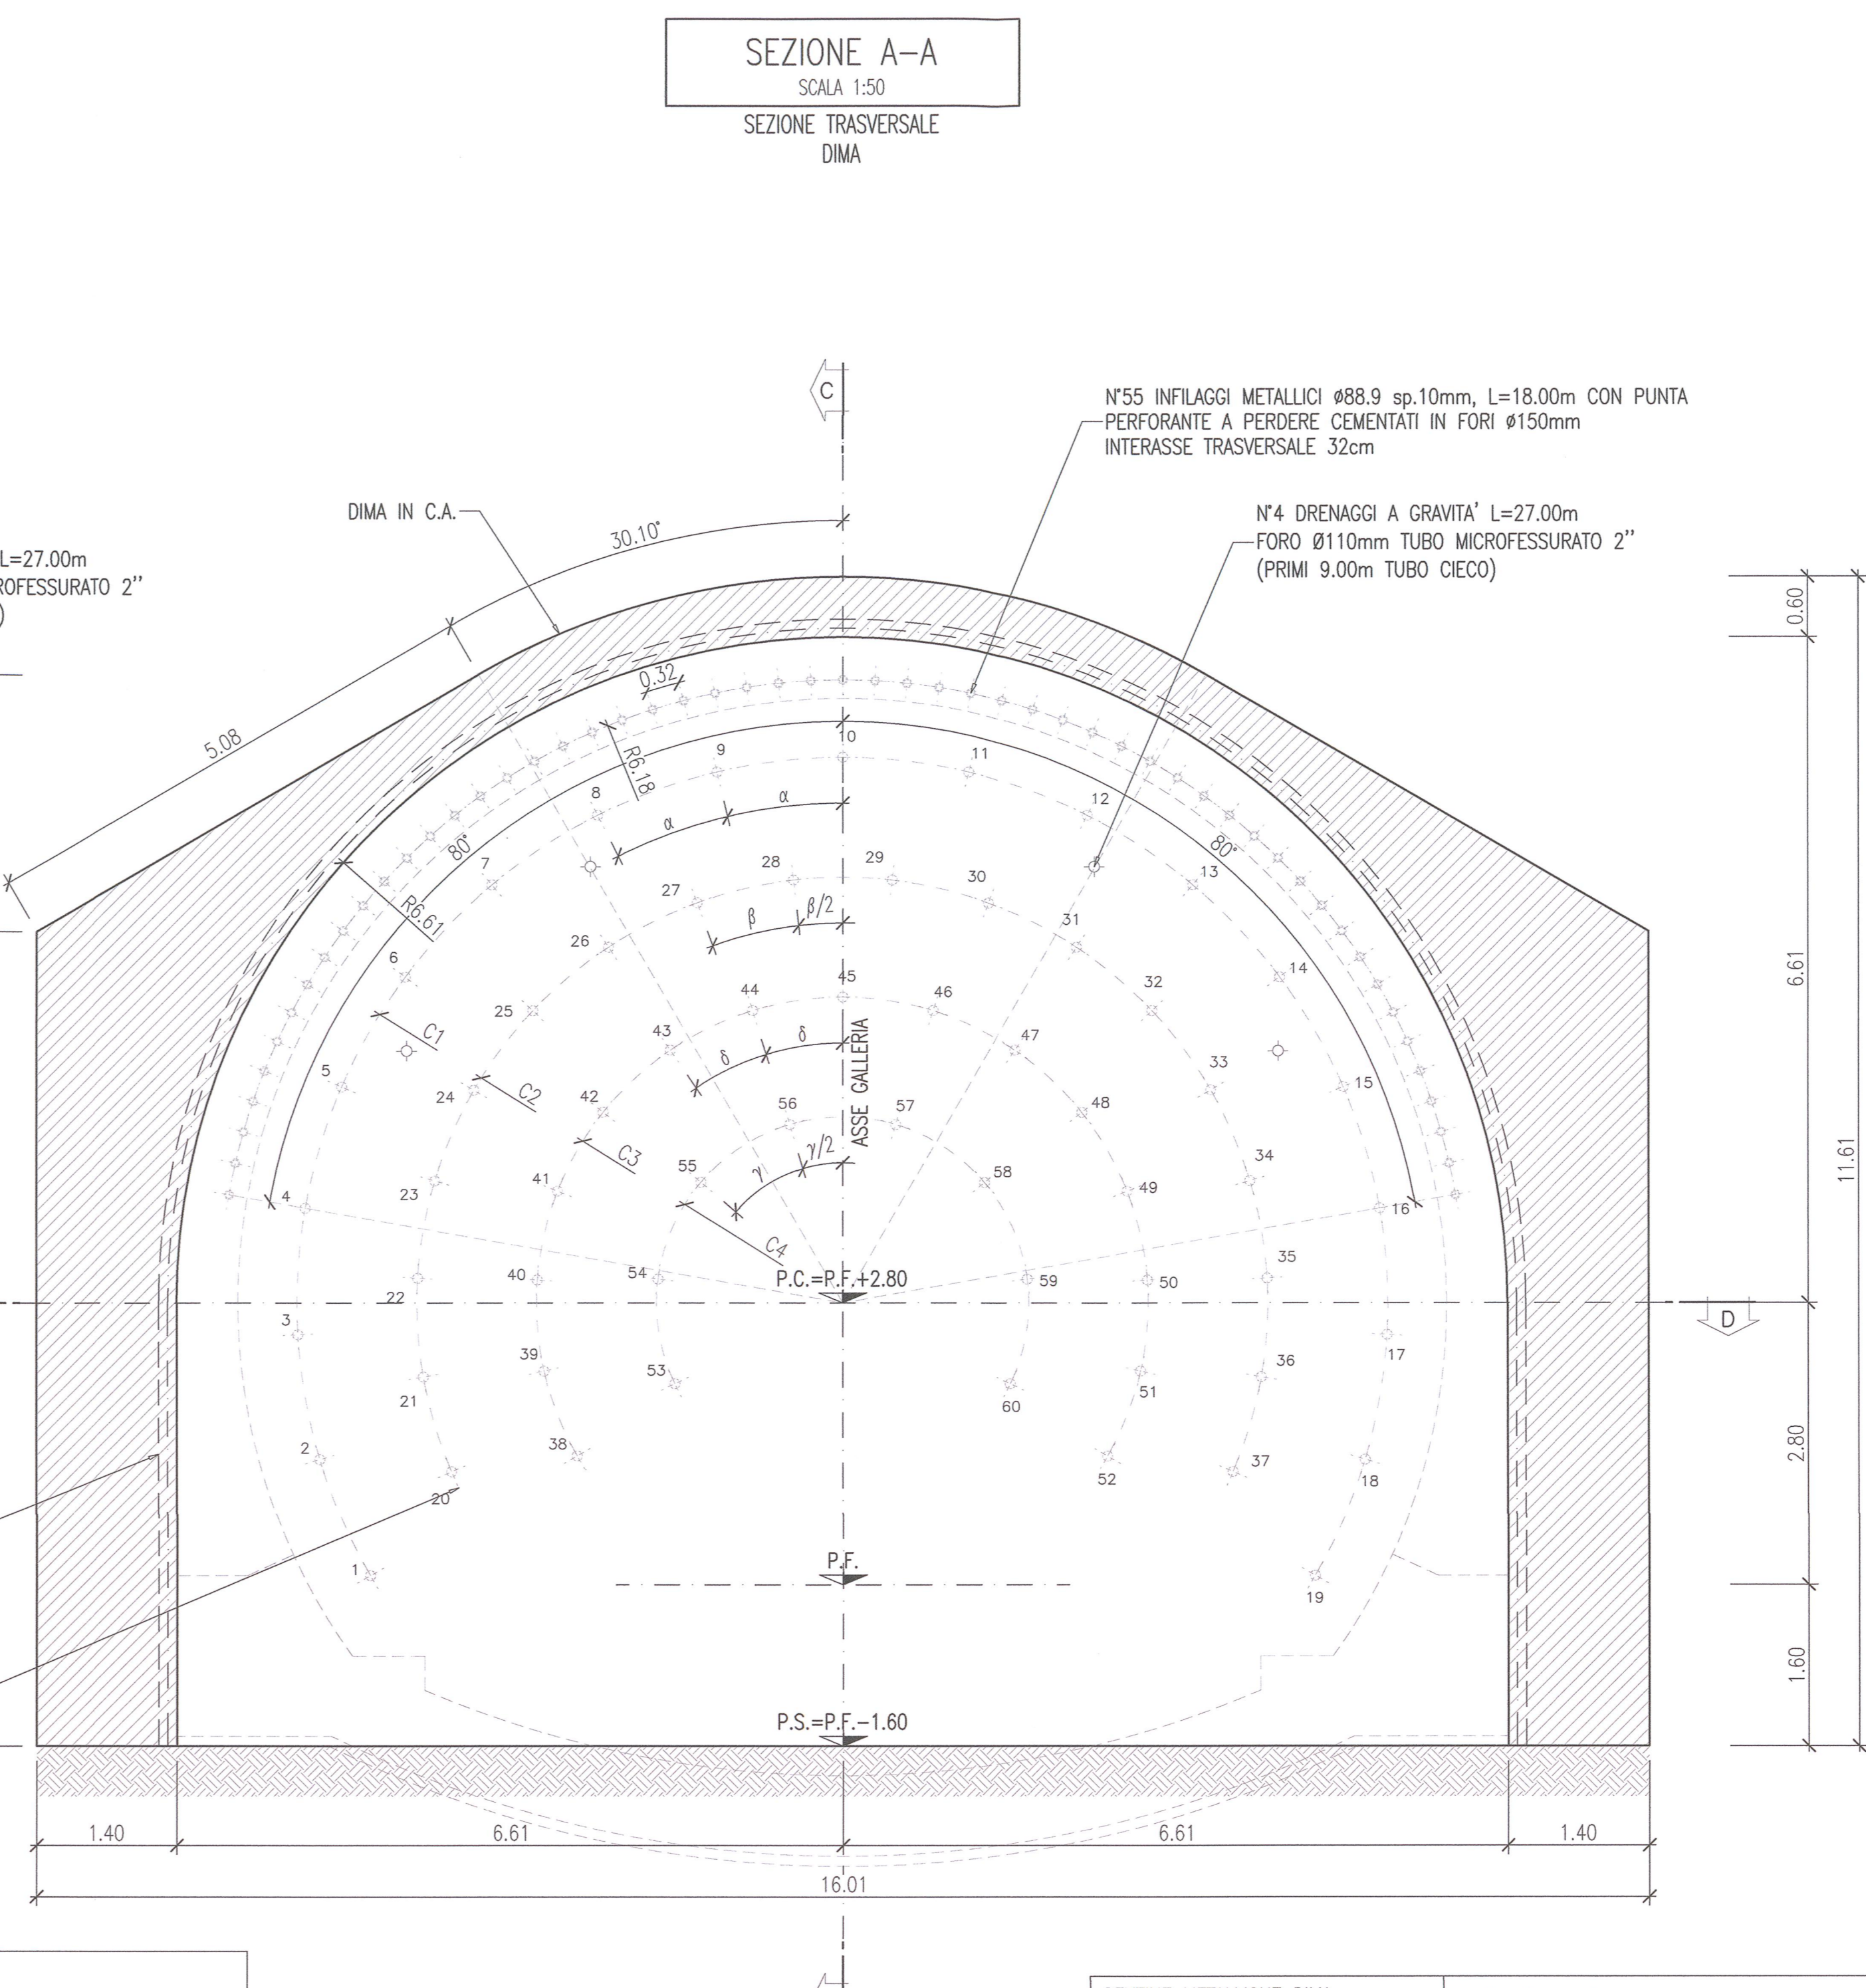 SEZIONE A–A
SCALA 1:50
SEZIONE TRASVERSALE
DIMA
C
N°55 INFILAGGI METALLICI ø88.9 sp.10mm, L=18.00m CON PUNTA
PERFORANTE A PERDERE CEMENTATI IN FORI ø150mm
INTERASSE TRASVERSALE 32cm
N°4 DRENAGGI A GRAVITA' L=27.00m
FORO Ø110mm TUBO MICROFESSURATO 2''
(PRIMI 9.00m TUBO CIECO)
DIMA IN C.A.
30.10°
L=27.00m
ROFESSURATO 2''
)
5.08
0.60
0.32
R6.18
R6.61
80°
80°
α
α
β
β/2
δ
δ
γ
γ/2
C1
C2
C3
C4
ASSE GALLERIA
1
2
3
4
5
6
7
8
9
10
11
12
13
14
15
16
17
18
19
20
21
22
23
24
25
26
27
28
29
30
31
32
33
34
35
36
37
38
39
40
41
42
43
44
45
46
47
48
49
50
51
52
53
54
55
56
57
58
59
60
P.C.=P.F.+2.80
D
P.F.
P.S.=P.F.–1.60
6.61
11.61
2.80
1.60
1.40
6.61
6.61
1.40
16.01